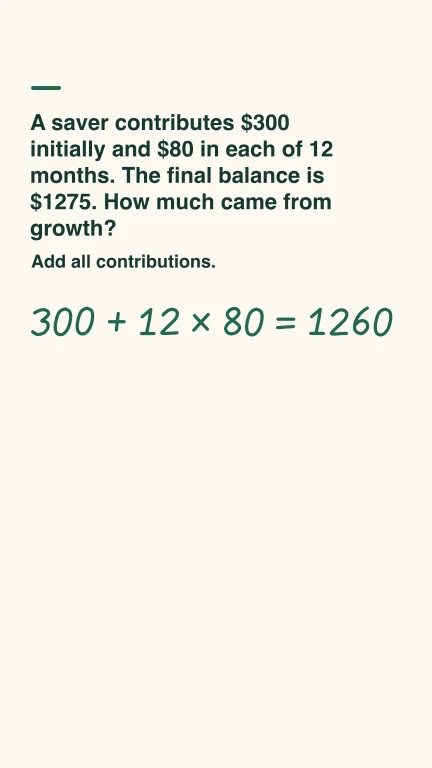 A saver contributes $300
initially and $80 in each of 12
months. The final balance is
$1275. How much came from
growth?
Add all contributions.
300 + 12 × 80 = 1260